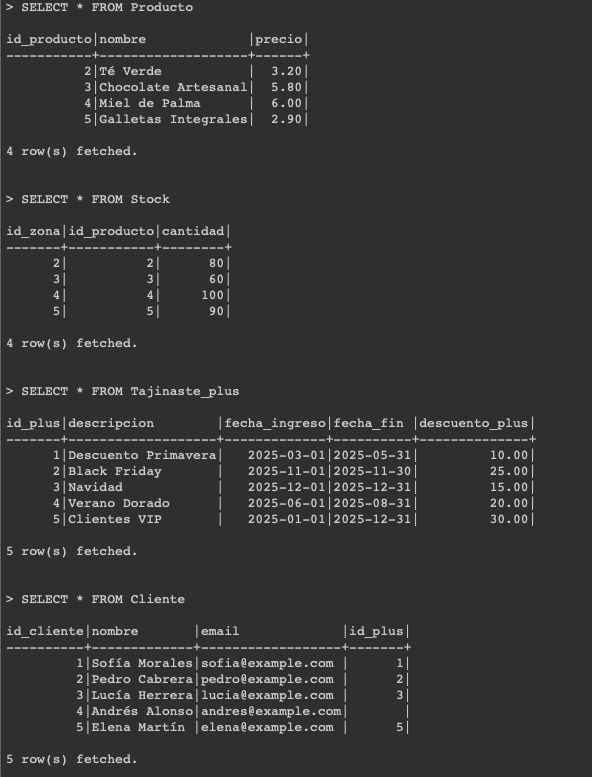 > SELECT * FROM Producto
id_producto|nombre              |precio|
-----------+--------------------+------+
          2|Té Verde            |  3.20|
          3|Chocolate Artesanal|  5.80|
          4|Miel de Palma       |  6.00|
          5|Galletas Integrales|  2.90|
4 row(s) fetched.
> SELECT * FROM Stock
id_zona|id_producto|cantidad|
-------+-----------+--------+
      2|          2|      80|
      3|          3|      60|
      4|          4|     100|
      5|          5|      90|
4 row(s) fetched.
> SELECT * FROM Tajinaste_plus
id_plus|descripcion        |fecha_ingreso|fecha_fin |descuento_plus|
-------+-------------------+-------------+----------+--------------+
      1|Descuento Primavera|   2025-03-01|2025-05-31|         10.00|
      2|Black Friday       |   2025-11-01|2025-11-30|         25.00|
      3|Navidad            |   2025-12-01|2025-12-31|         15.00|
      4|Verano Dorado      |   2025-06-01|2025-08-31|         20.00|
      5|Clientes VIP       |   2025-01-01|2025-12-31|         30.00|
5 row(s) fetched.
> SELECT * FROM Cliente
id_cliente|nombre       |email             |id_plus|
----------+-------------+------------------+-------+
         1|Sofía Morales|sofia@example.com |      1|
         2|Pedro Cabrera|pedro@example.com |      2|
         3|Lucía Herrera|lucia@example.com |      3|
         4|Andrés Alonso|andres@example.com|       |
         5|Elena Martín |elena@example.com |      5|
5 row(s) fetched.